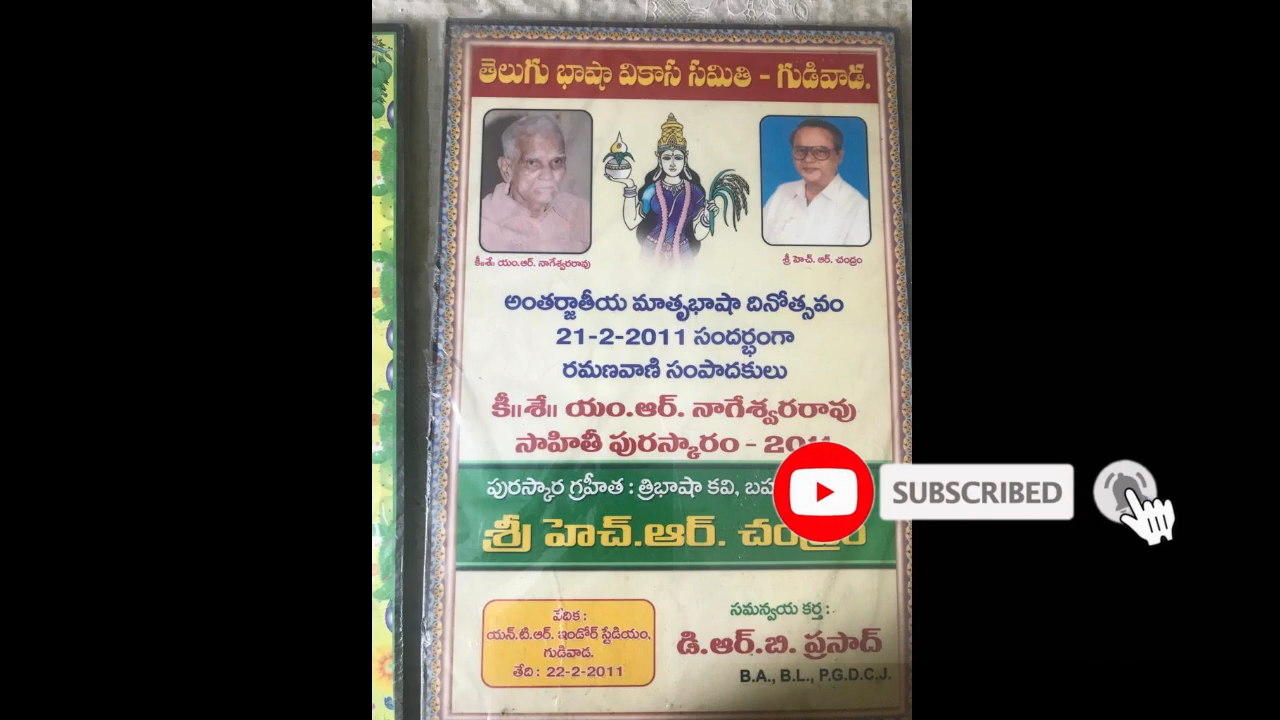 తెలుగు భాషా వికాస సమితి - గుడివాడ.
కీ॥శే॥ యం.ఆర్. నాగేశ్వరరావు
శ్రీ హెచ్. ఆర్. చంద్రం
అంతర్జాతీయ మాతృభాషా దినోత్సవం
21-2-2011 సందర్భంగా
రమణవాణి సంపాదకులు
కీ॥శే॥ యం.ఆర్. నాగేశ్వరరావు
సాహితీ పురస్కారం - 2011
పురస్కార గ్రహీత : త్రిభాషా కవి,
శ్రీ హెచ్.ఆర్. చంద్రం
SUBSCRIBED
వేదిక :
యన్.టి.ఆర్. ఇండోర్ స్టేడియం,
గుడివాడ.
తేది : 22-2-2011
సమన్వయ కర్త :
డి.ఆర్.బి. ప్రసాద్
B.A., B.L., P.G.D.C.J.